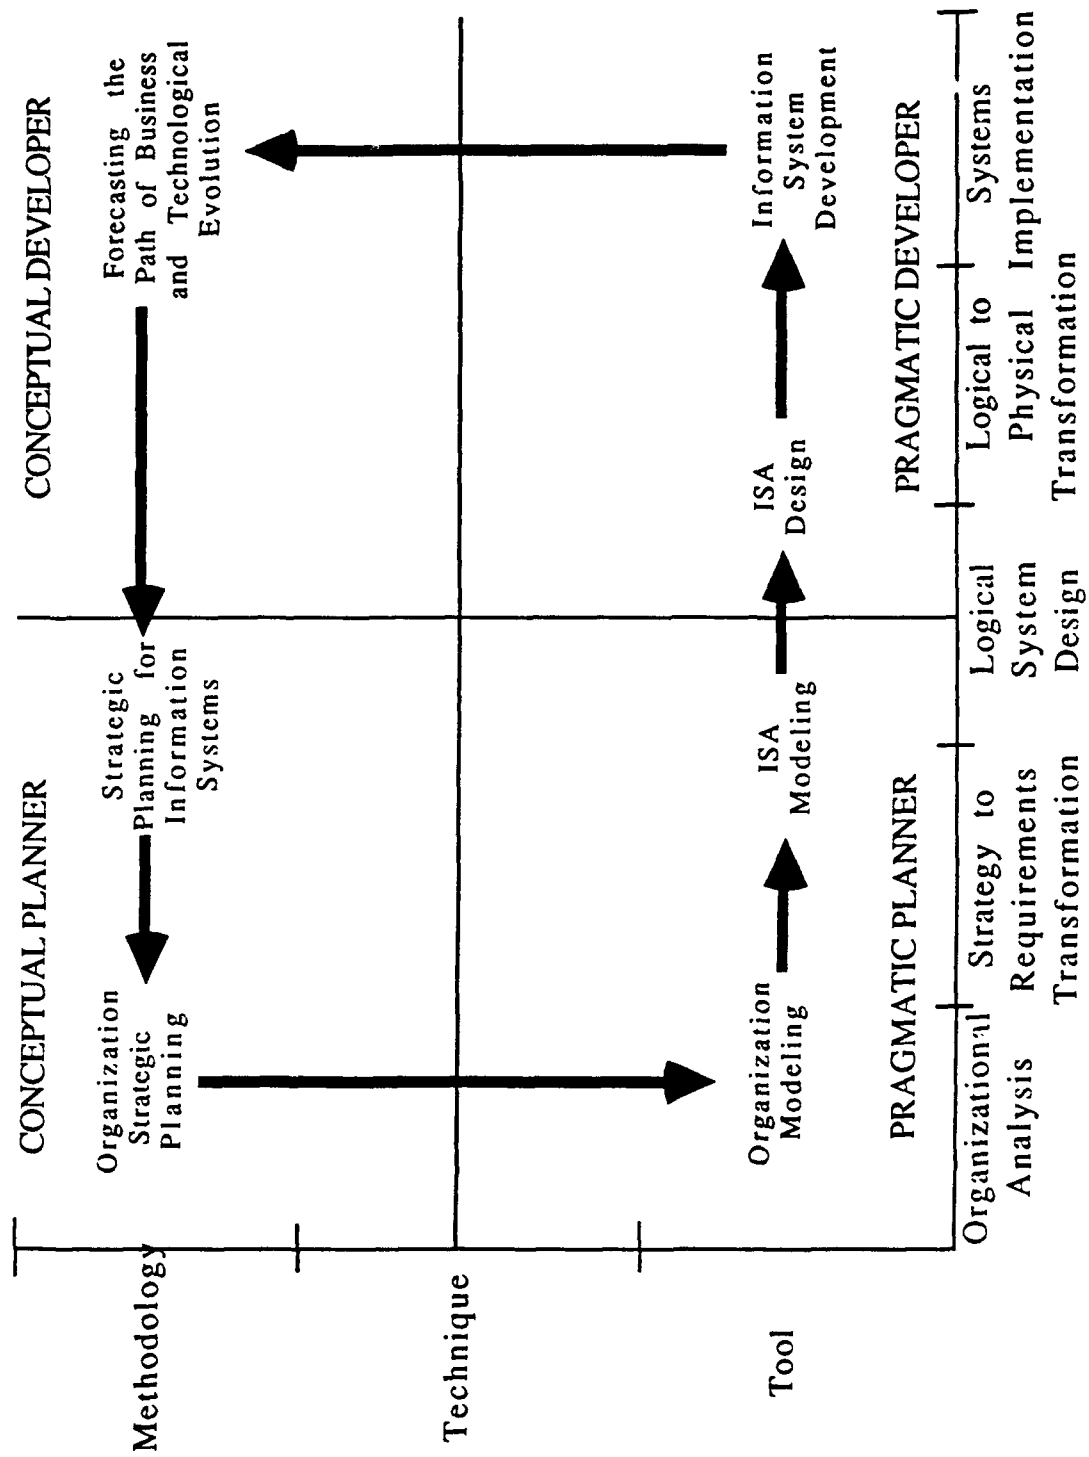 CONCEPTUAL PLANNER
CONCEPTUAL DEVELOPER
Methodology
Organization
Strategic
Planning
Strategic
Planning for
Information
Systems
Forecasting the
Path of Business
and Technological
Evolution
Technique
Tool
Organization
Modeling
ISA
Modeling
ISA
Design
Information
System
Development
PRAGMATIC PLANNER
PRAGMATIC DEVELOPER
Organizational
Analysis
Strategy to
Requirements
Transformation
Logical
System
Design
Logical to
Physical
Transformation
Systems
Implementation